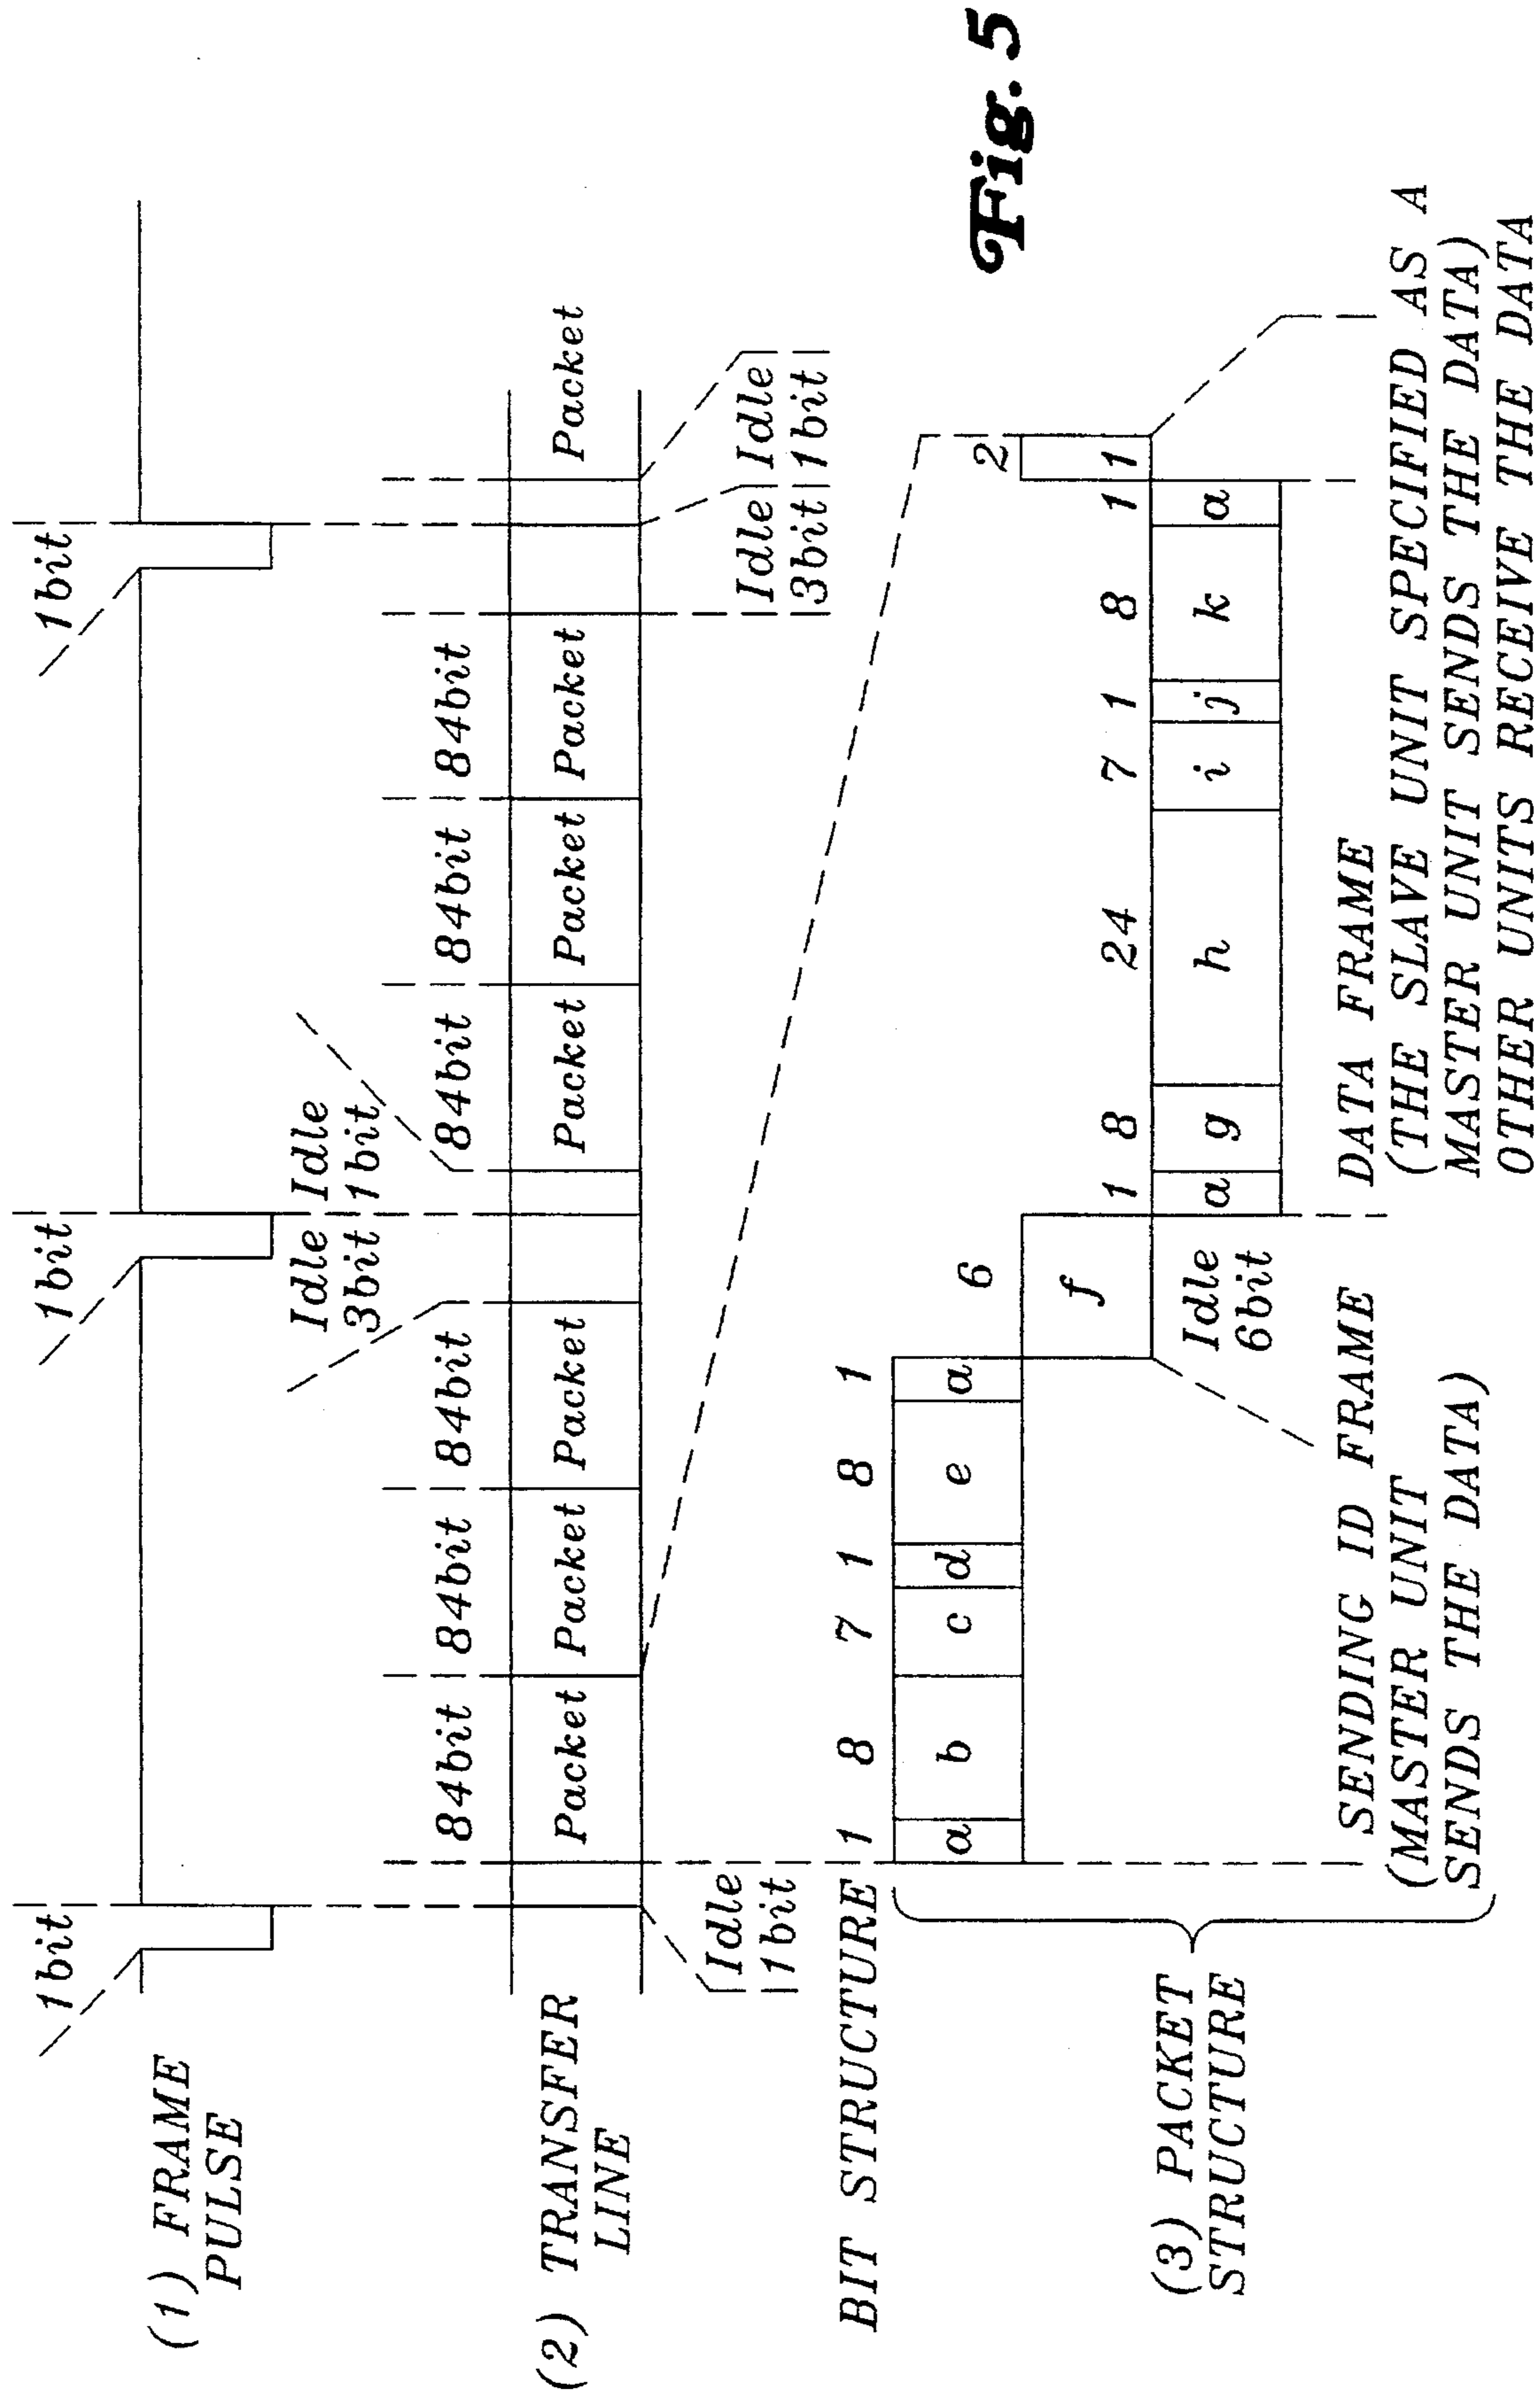 (1) FRAME
PULSE
1bit
1bit
1bit
Idle Idle
3bit 1bit
(2) TRANSFER
LINE
84bit 84bit 84bit 84bit 84bit 84bit
Packet Packet Packet Packet Packet Packet Packet
Idle
1bit
Idle Idle
3bit 1bit
BIT STRUCTURE
1 8 7 1 8 1
a b c d e a
6 2
f 1
Idle
6bit
1 8 24 7 1 8 1
a g h i j k a
(3) PACKET
STRUCTURE
SENDING ID FRAME
(MASTER UNIT
SENDS THE DATA)
DATA FRAME
(THE SLAVE UNIT SPECIFIED AS A
MASTER UNIT SENDS THE DATA)
OTHER UNITS RECEIVE THE DATA
Fig. 5